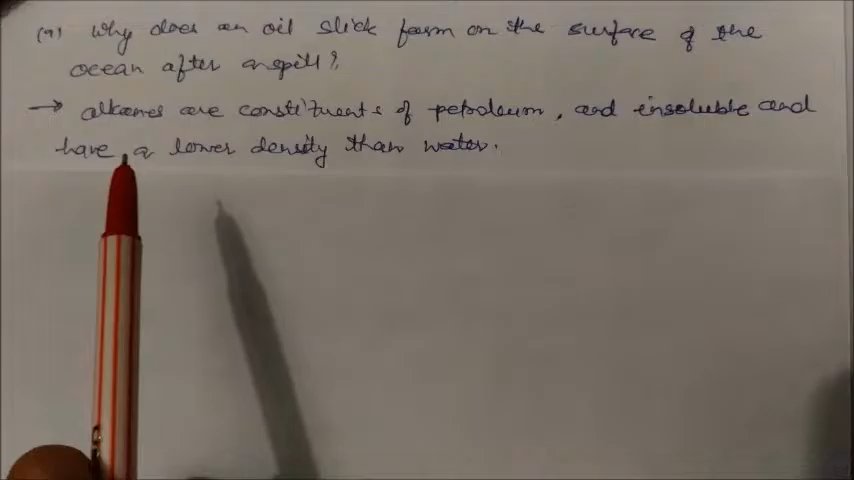 (9) Why does an oil slick form on the surface of the
ocean after a spill?
→ alkanes are constituents of petroleum, and insoluble and
have a lower density than water.